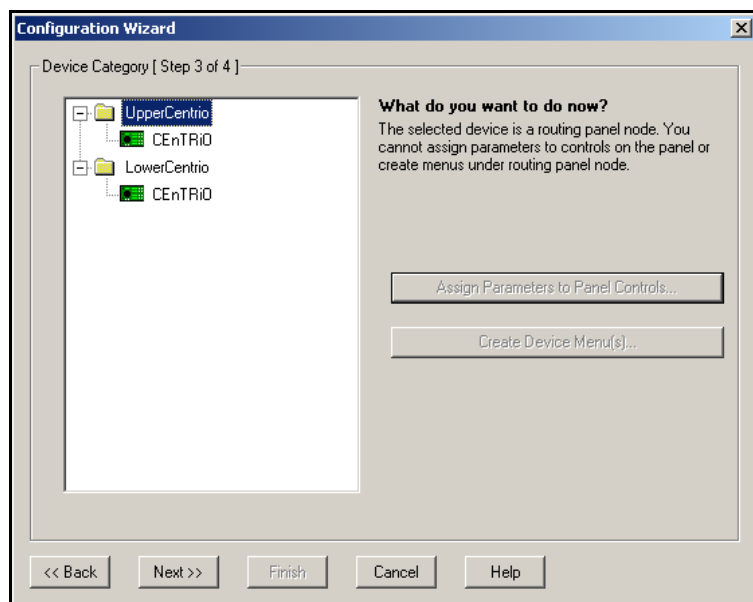 Configuration Wizard
Device Category [ Step 3 of 4 ]
UpperCentrio
CEnTRiO
LowerCentrio
CEnTRiO
What do you want to do now?
The selected device is a routing panel node. You
cannot assign parameters to controls on the panel or
create menus under routing panel node.
Assign Parameters to Panel Controls...
Create Device Menu(s)...
<< Back
Next >>
Finish
Cancel
Help